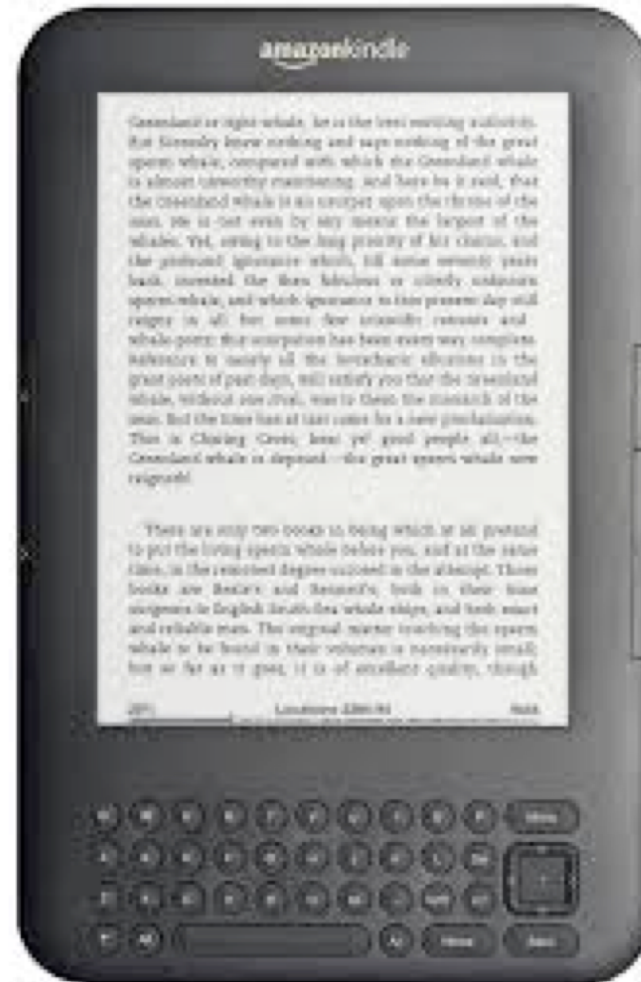 amazonkindle
Greenland or right-whale, he is the best existing authority.
But Scoresby knew nothing and says nothing of the great
sperm whale, compared with which the Greenland whale
is almost unworthy mentioning. And here be it said, that
the Greenland whale is an usurper upon the throne of the
seas. He is not even by any means the largest of the
whales. Yet, owing to the long priority of his claims, and
the profound ignorance which, till some seventy years
back, invested the then fabulous or utterly unknown
sperm-whale, and which ignorance to this present day still
reigns in all but some few scientific retreats and
whale-ports; this usurpation has been every way complete.
Reference to nearly all the leviathanic allusions in the
great poets of past days, will satisfy you that the Greenland
whale, without one rival, was to them the monarch of the
seas. But the time has at last come for a new proclamation.
This is Charing Cross; hear ye! good people all,—the
Greenland whale is deposed,—the great sperm whale now
reigneth!
There are only two books in being which at all pretend
to put the living sperm whale before you, and at the same
time, in the remotest degree succeed in the attempt. Those
books are Beale's and Bennett's; both in their time
surgeons to English South-Sea whale-ships, and both exact
and reliable men. The original matter touching the sperm
whale to be found in their volumes is necessarily small;
but so far as it goes, it is of excellent quality, though